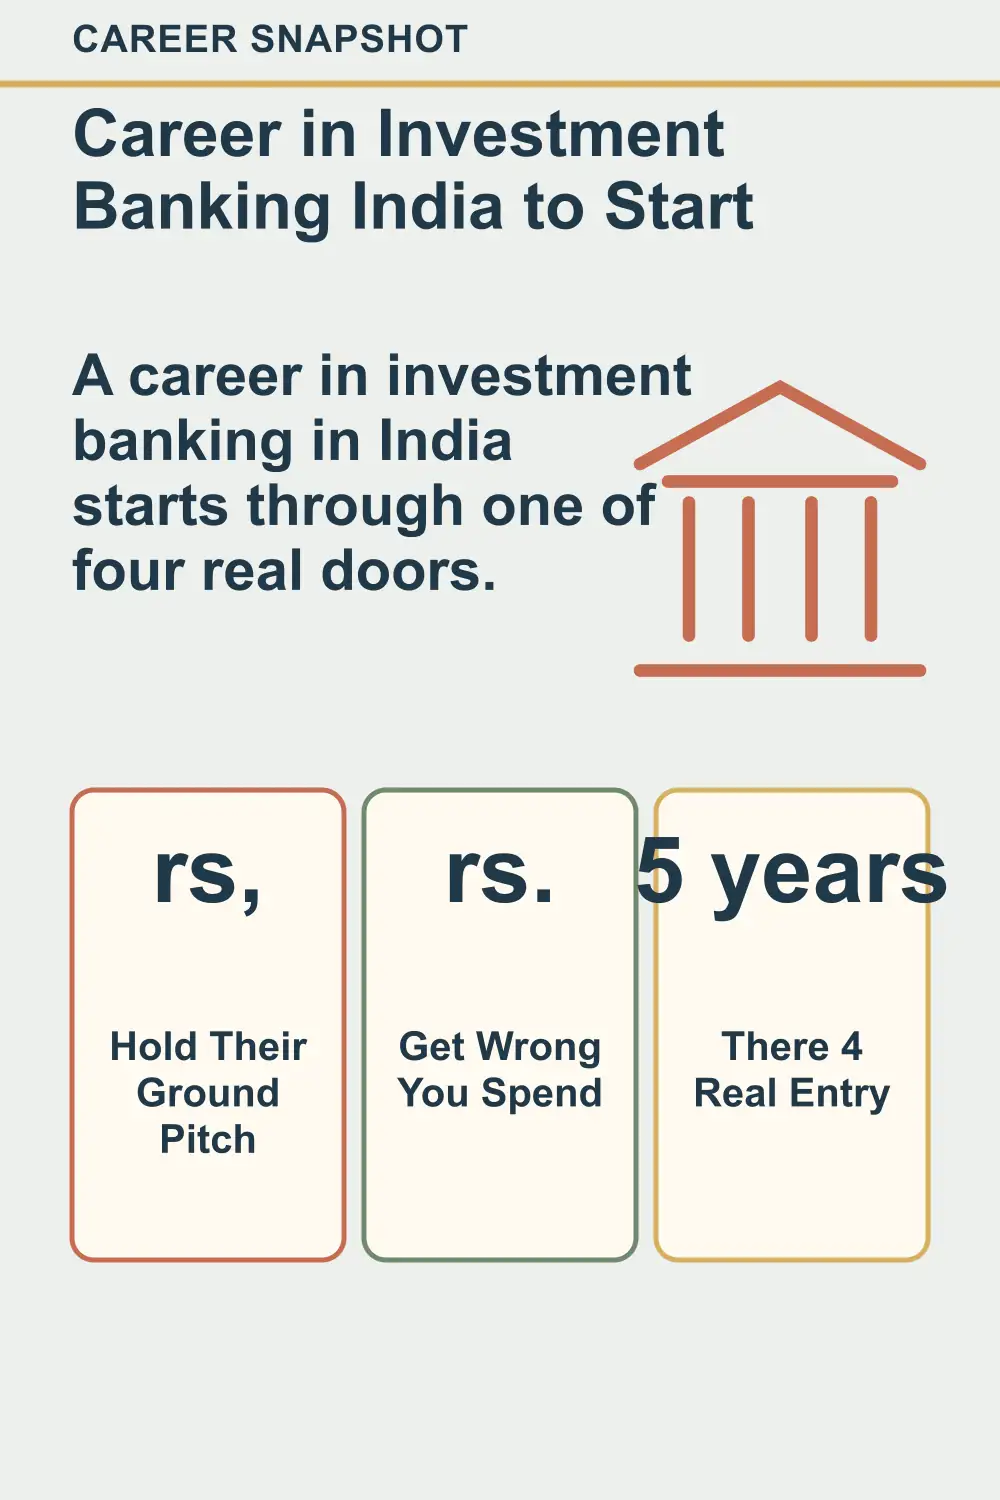 CAREER SNAPSHOT
Career in Investment
Banking India to Start
A career in investment
banking in India
starts through one of
four real doors.
rs,
Hold Their
Ground
Pitch
rs.
Get Wrong
You Spend
5 years
There 4
Real Entry